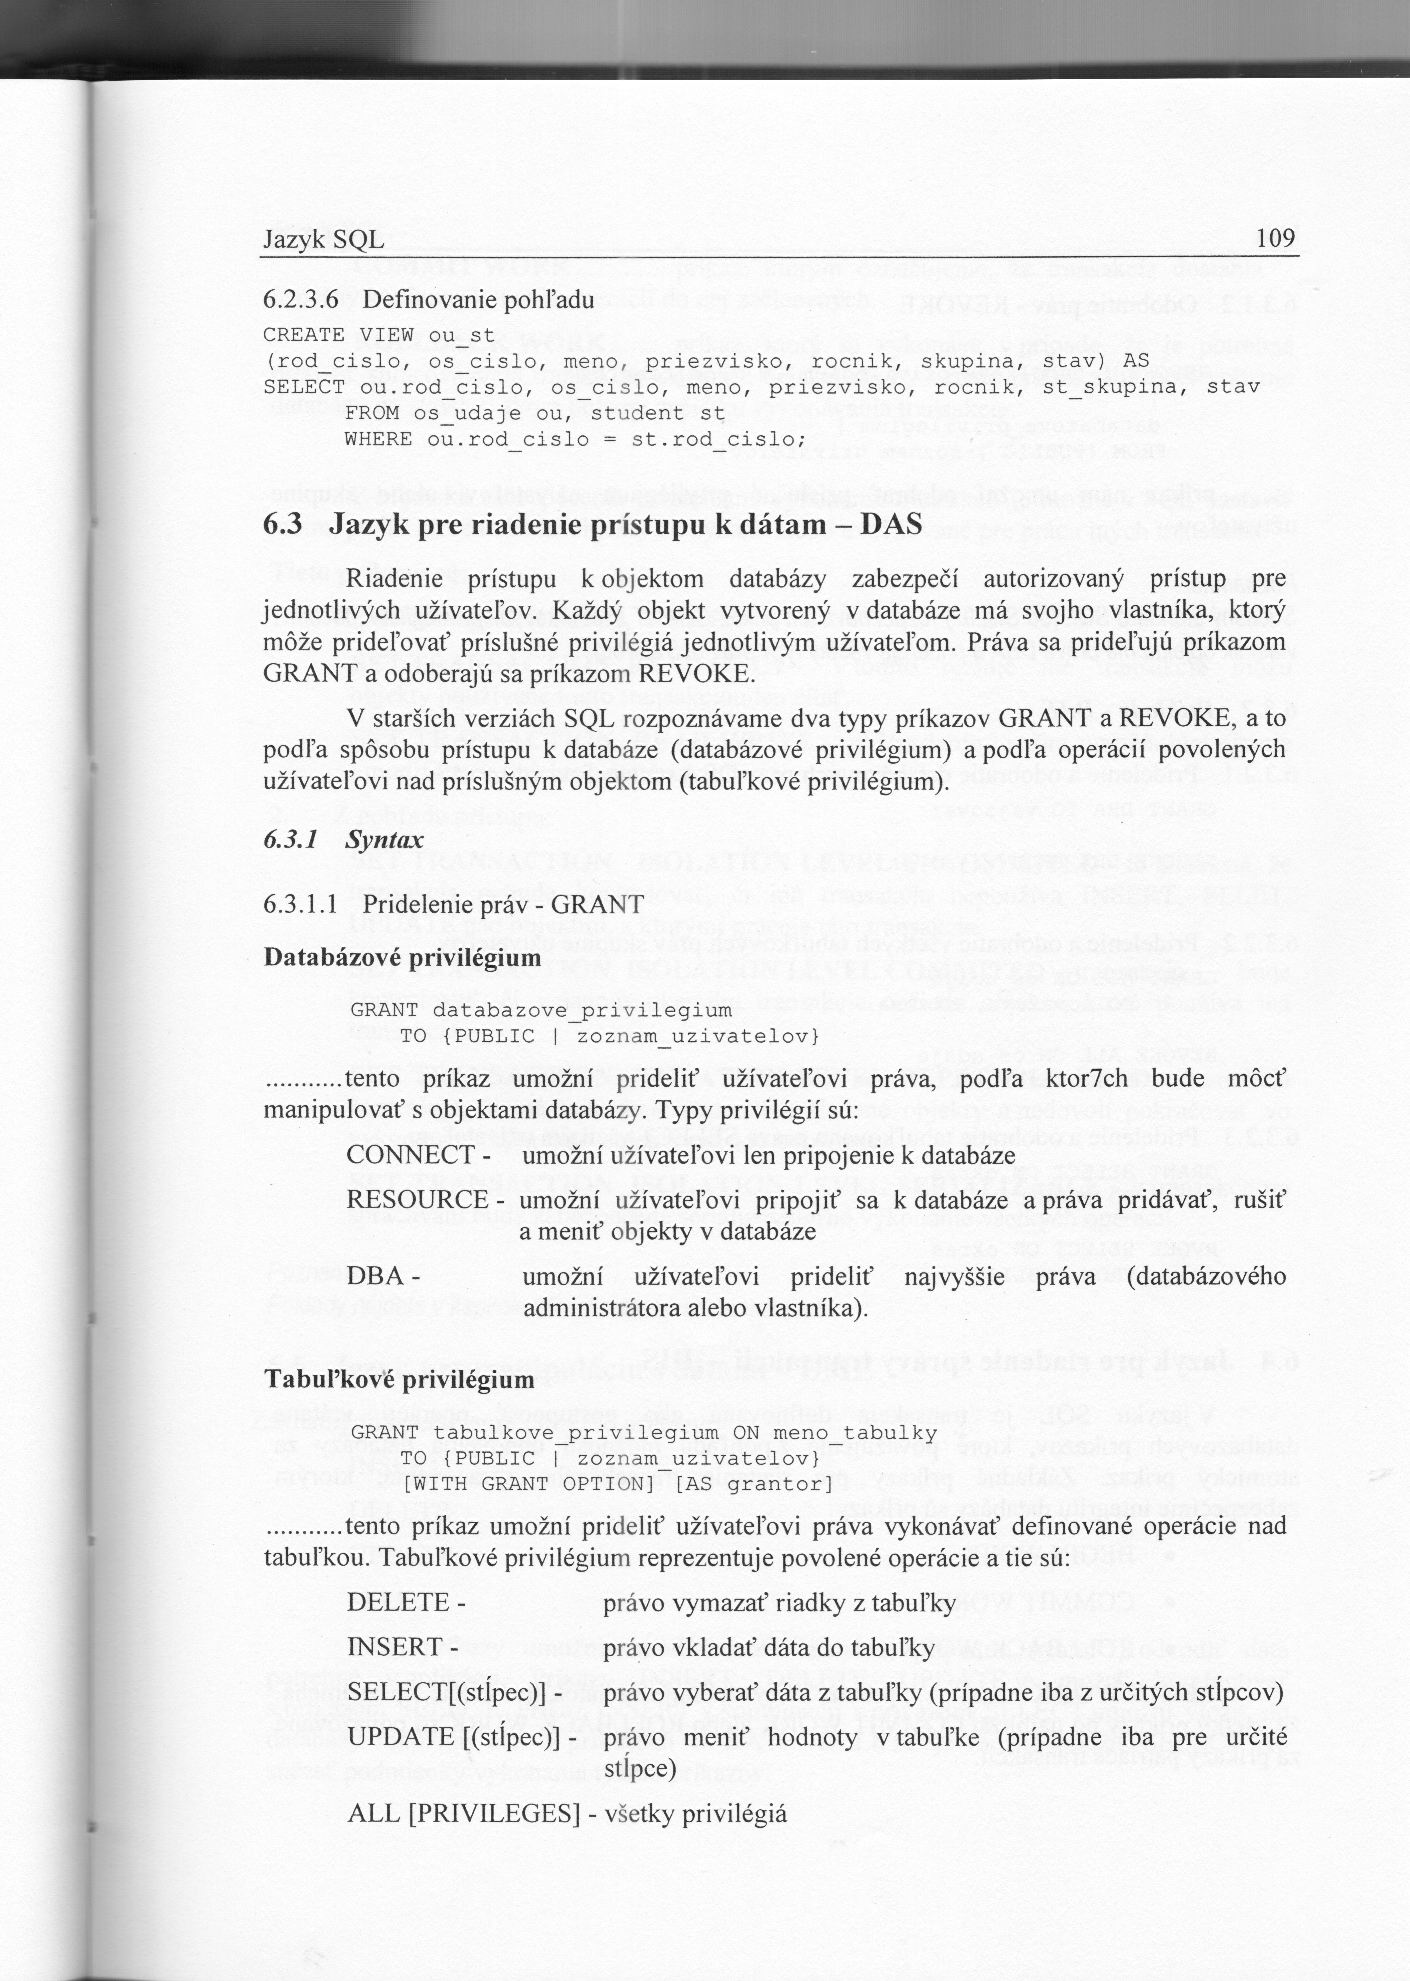 Jazyk SQL 109
6.2.3.6 Definovanie pohľadu
CREATE VIEW ou_st
(rod_cislo, os_cislo, meno, priezvisko, rocnik, skupina, stav) AS
SELECT ou.rod_cislo, os_cislo, meno, priezvisko, rocnik, st_skupina, stav
FROM os_udaje ou, student st
WHERE ou.rod_cislo = st.rod_cislo;
6.3 Jazyk pre riadenie prístupu k dátam – DAS
Riadenie prístupu k objektom databázy zabezpečí autorizovaný prístup pre
jednotlivých užívateľov. Každý objekt vytvorený v databáze má svojho vlastníka, ktorý
môže prideľovať príslušné privilégiá jednotlivým užívateľom. Práva sa prideľujú príkazom
GRANT a odoberajú sa príkazom REVOKE.
V starších verziách SQL rozpoznávame dva typy príkazov GRANT a REVOKE, a to
podľa spôsobu prístupu k databáze (databázové privilégium) a podľa operácií povolených
užívateľovi nad príslušným objektom (tabuľkové privilégium).
6.3.1 Syntax
6.3.1.1 Pridelenie práv - GRANT
Databázové privilégium
GRANT databazove_privilegium
TO {PUBLIC | zoznam_uzivatelov}
...........tento príkaz umožní prideliť užívateľovi práva, podľa ktor7ch bude môcť
manipulovať s objektami databázy. Typy privilégií sú:
CONNECT - umožní užívateľovi len pripojenie k databáze
RESOURCE - umožní užívateľovi pripojiť sa k databáze a práva pridávať, rušiť
a meniť objekty v databáze
DBA - umožní užívateľovi prideliť najvyššie práva (databázového
administrátora alebo vlastníka).
Tabuľkové privilégium
GRANT tabulkove_privilegium ON meno_tabulky
TO {PUBLIC | zoznam_uzivatelov}
[WITH GRANT OPTION] [AS grantor]
...........tento príkaz umožní prideliť užívateľovi práva vykonávať definované operácie nad
tabuľkou. Tabuľkové privilégium reprezentuje povolené operácie a tie sú:
DELETE - právo vymazať riadky z tabuľky
INSERT - právo vkladať dáta do tabuľky
SELECT[(stĺpec)] - právo vyberať dáta z tabuľky (prípadne iba z určitých stĺpcov)
UPDATE [(stĺpec)] - právo meniť hodnoty v tabuľke (prípadne iba pre určité
stĺpce)
ALL [PRIVILEGES] - všetky privilégiá